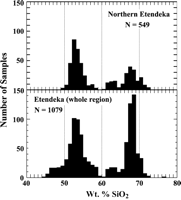 150
Northern Etendeka
N = 549
100
50
Number of Samples
150
Etendeka (whole region)
N = 1079
100
50
0
40 50 60 70 80
Wt. % SiO2